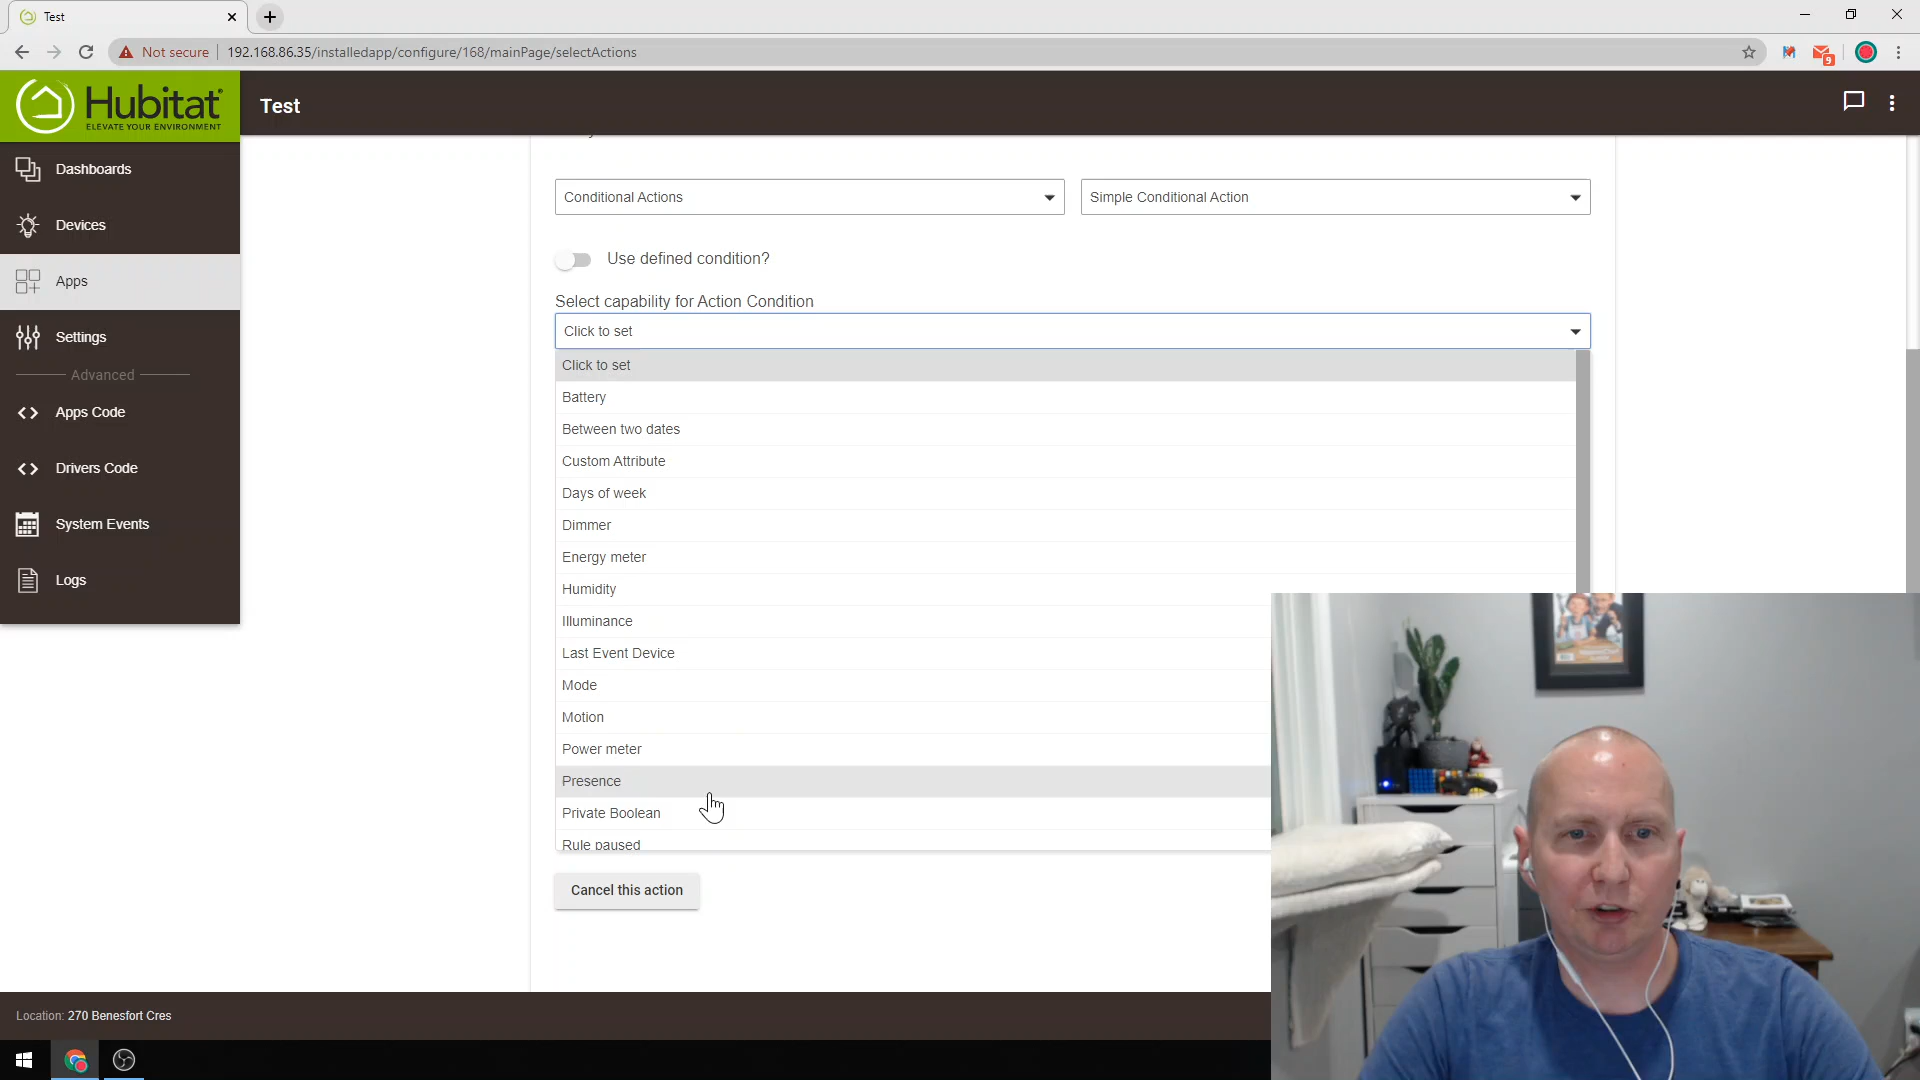 Test
Not secure
192.168.86.35/installedapp/configure/168/mainPage/selectActions
9
Hubitat
ELEVATE YOUR ENVIRONMENT
Test
Dashboards
Devices
Apps
Settings
Advanced
Apps Code
Drivers Code
System Events
Logs
Conditional Actions
Simple Conditional Action
Use defined condition?
Select capability for Action Condition
Click to set
Click to set
Battery
Between two dates
Custom Attribute
Days of week
Dimmer
Energy meter
Humidity
Illuminance
Last Event Device
Mode
Motion
Power meter
Presence
Private Boolean
Rule paused
Cancel this action
Location: 270 Benesfort Cres